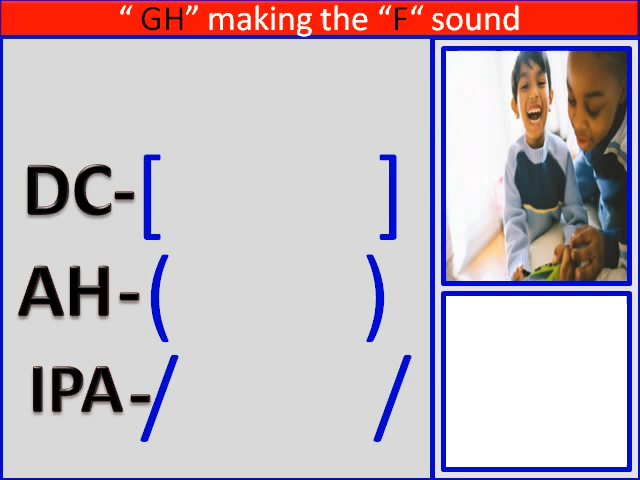 “ GH” making the “F“ sound
DC-[ ]
AH-( )
IPA-/ /